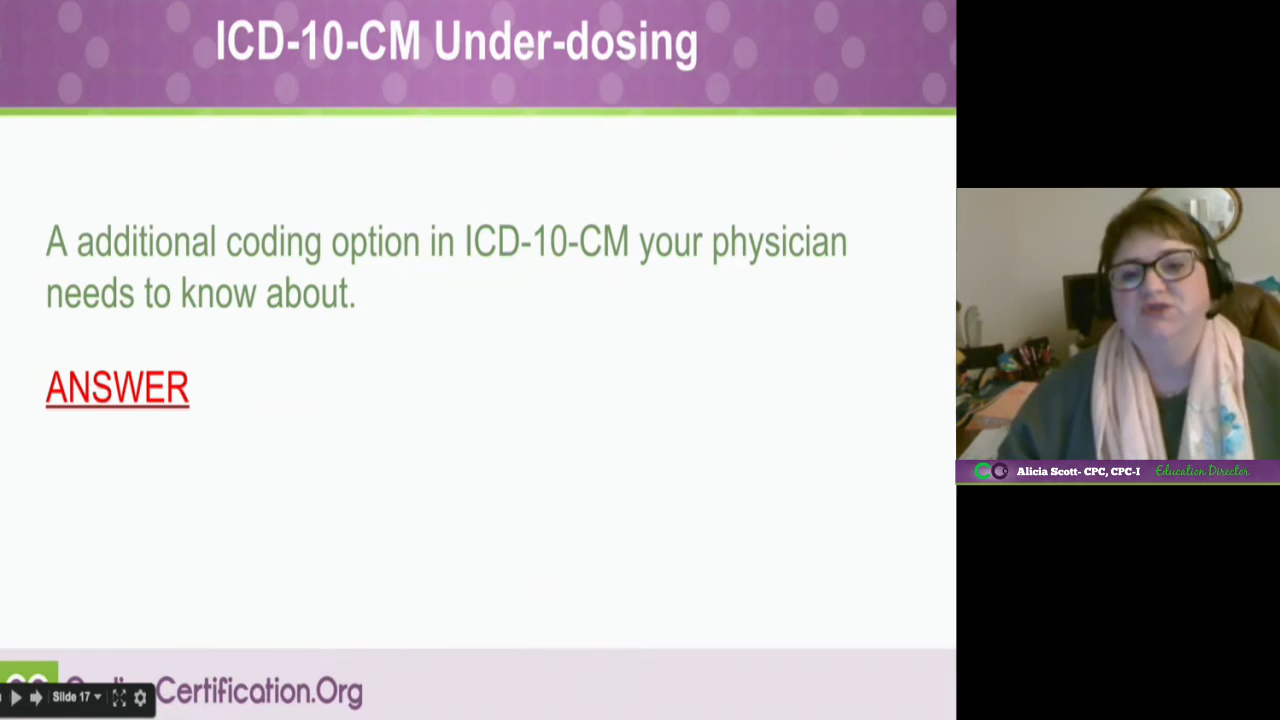 ICD-10-CM Under-dosing
A additional coding option in ICD-10-CM your physician
needs to know about.
ANSWER
Alicia Scott- CPC, CPC-I Education Director
Certification.Org
Slide 17